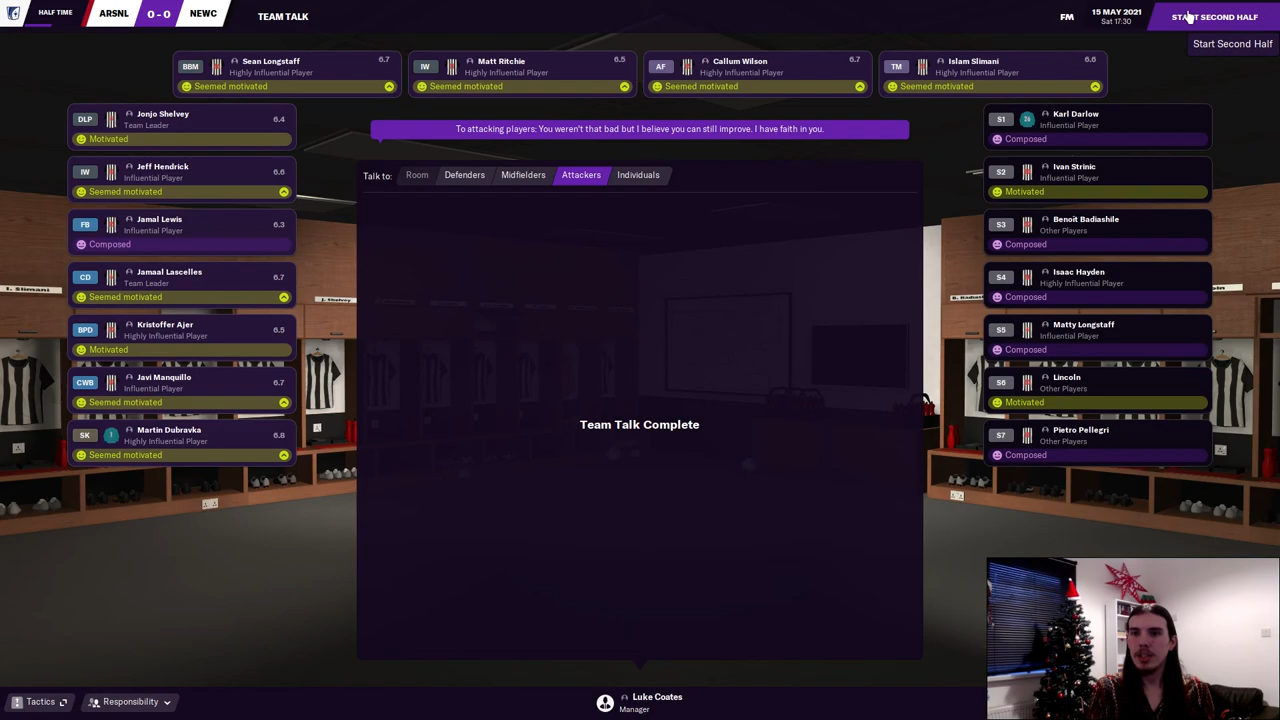 HALF TIME
ARSNL 0 - 0 NEWC
TEAM TALK
FM
15 MAY 2021
Sat 17:30
START SECOND HALF
Start Second Half
BBM Sean Longstaff 6.7
Highly Influential Player
Seemed motivated
IW Matt Ritchie 6.5
Highly Influential Player
Seemed motivated
AF Callum Wilson 6.7
Highly Influential Player
Seemed motivated
TM Islam Slimani 6.6
Highly Influential Player
Seemed motivated
To attacking players: You weren't that bad but I believe you can still improve. I have faith in you.
Talk to: Room Defenders Midfielders Attackers Individuals
DLP Jonjo Shelvey 6.4
Team Leader
Motivated
IW Jeff Hendrick 6.6
Influential Player
Seemed motivated
FB Jamal Lewis 6.3
Influential Player
Composed
CD Jamaal Lascelles 6.7
Team Leader
Seemed motivated
BPD Kristoffer Ajer 6.5
Highly Influential Player
Motivated
CWB Javi Manquillo 6.7
Influential Player
Seemed motivated
SK 1 Martin Dubravka 6.8
Highly Influential Player
Seemed motivated
Team Talk Complete
S1 26 Karl Darlow
Influential Player
Composed
S2 Ivan Strinic
Influential Player
Motivated
S3 Benoît Badiashile
Other Players
Composed
S4 Isaac Hayden
Highly Influential Player
Composed
S5 Matty Longstaff
Influential Player
Composed
S6 Lincoln
Other Players
Motivated
S7 Pietro Pellegri
Other Players
Composed
I. Slimani
J. Shelvey
Tactics
Responsibility
Luke Coates
Manager